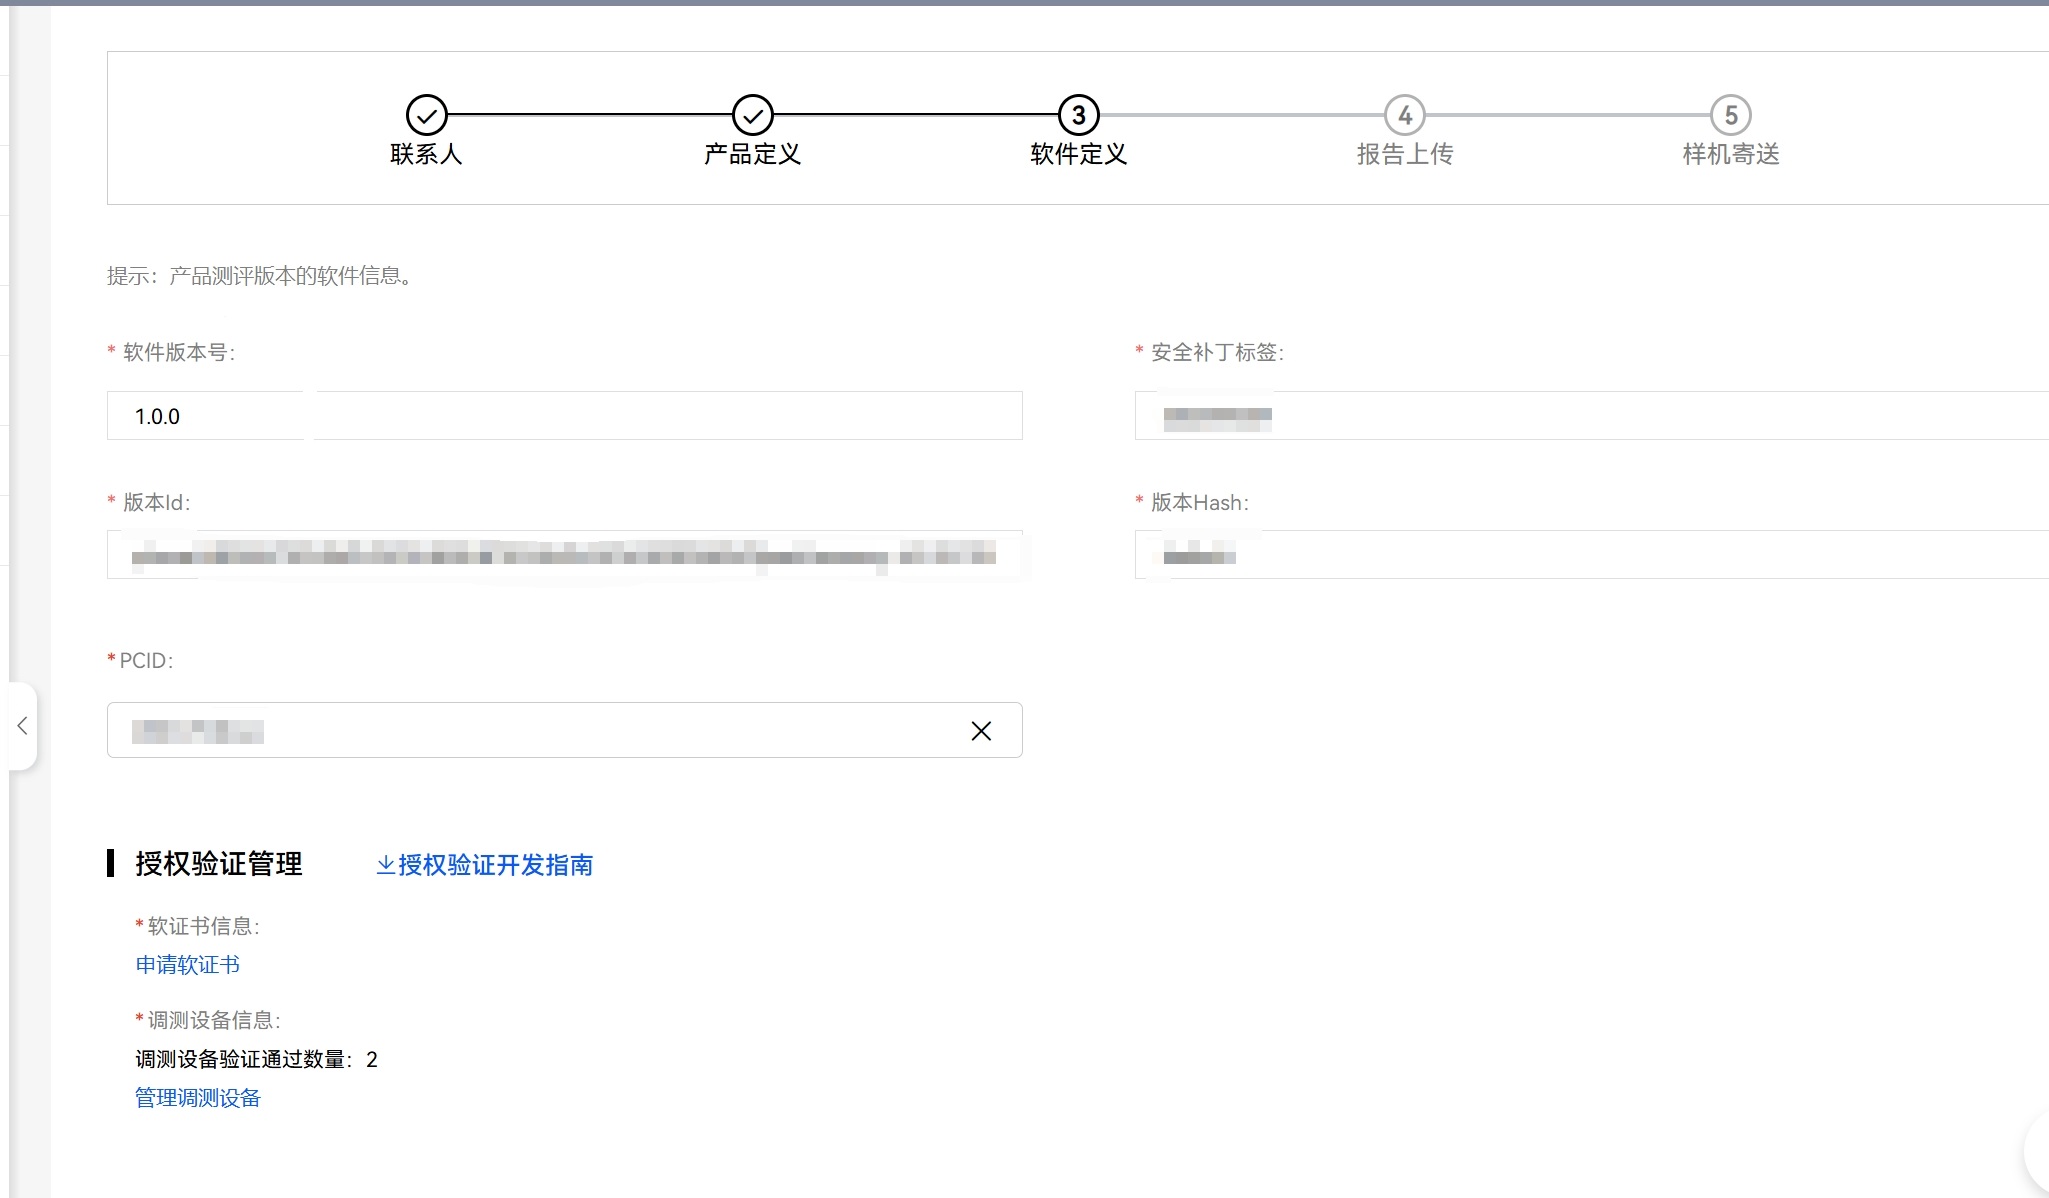 3
4
5
联系人
产品定义
软件定义
报告上传
样机寄送
提示：产品测评版本的软件信息。
* 软件版本号：
* 安全补丁标签：
1.0.0
* 版本Id：
* 版本Hash：
*PCID：
授权验证管理
授权验证开发指南
*软证书信息：
申请软证书
*调测设备信息：
调测设备验证通过数量：2
管理调测设备